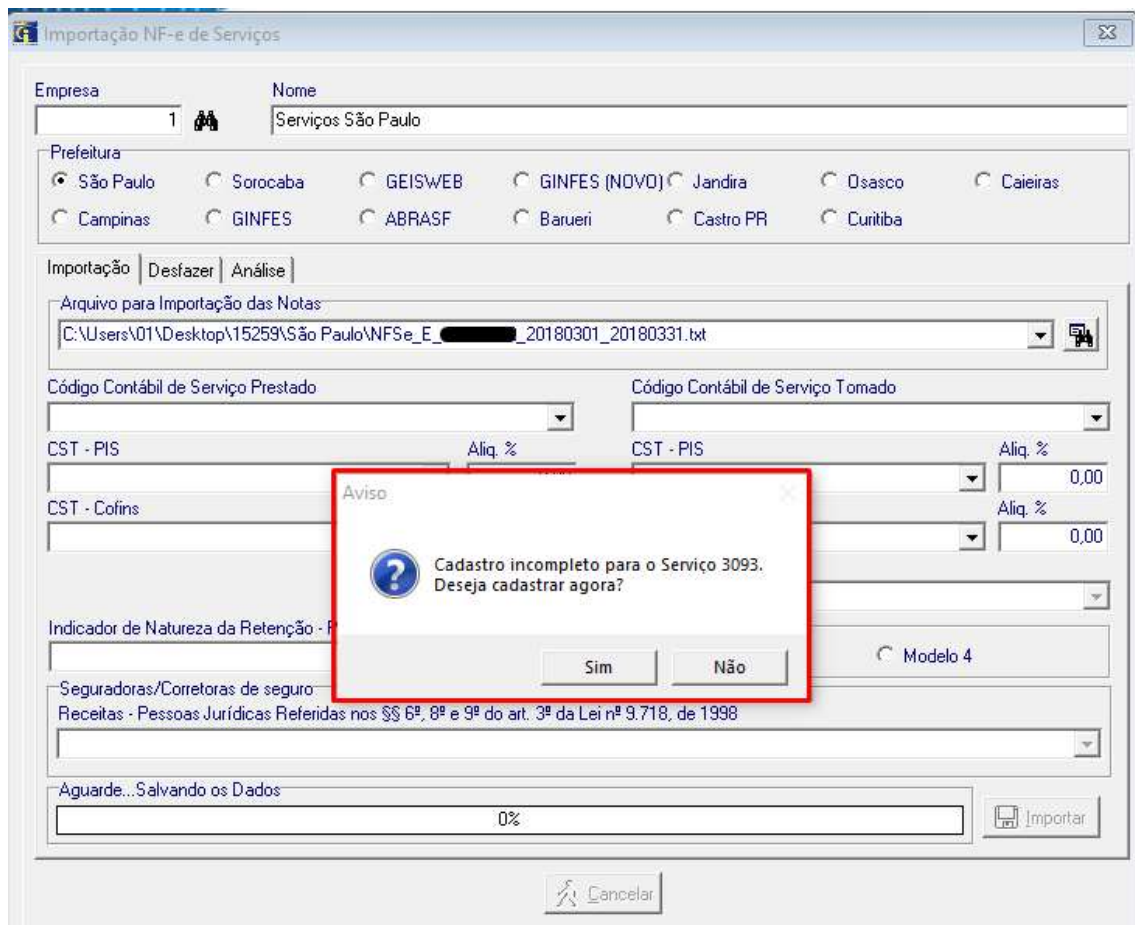 Importação NF-e de Serviços
Empresa Nome
1 Serviços São Paulo
Prefeitura
São Paulo Sorocaba GEISWEB GINFES (NOVO) Jandira Osasco Caieiras
Campinas GINFES ABRASF Barueri Castro PR Curitiba
Importação Desfazer Análise
Arquivo para Importação das Notas
C:\Users\01\Desktop\15259\São Paulo\NFSe_E_ _20180301_20180331.txt
Código Contábil de Serviço Prestado Código Contábil de Serviço Tomado
CST - PIS Aliq. % CST - PIS Aliq. %
0,00
CST - Cofins Aliq. %
0,00
Aviso
Cadastro incompleto para o Serviço 3093.
Deseja cadastrar agora?
Sim Não
Indicador de Natureza da Retenção -
Modelo 4
Seguradoras/Corretoras de seguro
Receitas - Pessoas Jurídicas Referidas nos §§ 6º, 8º e 9º do art. 3º da Lei nº 9.718, de 1998
Aguarde...Salvando os Dados
0% Importar
Cancelar